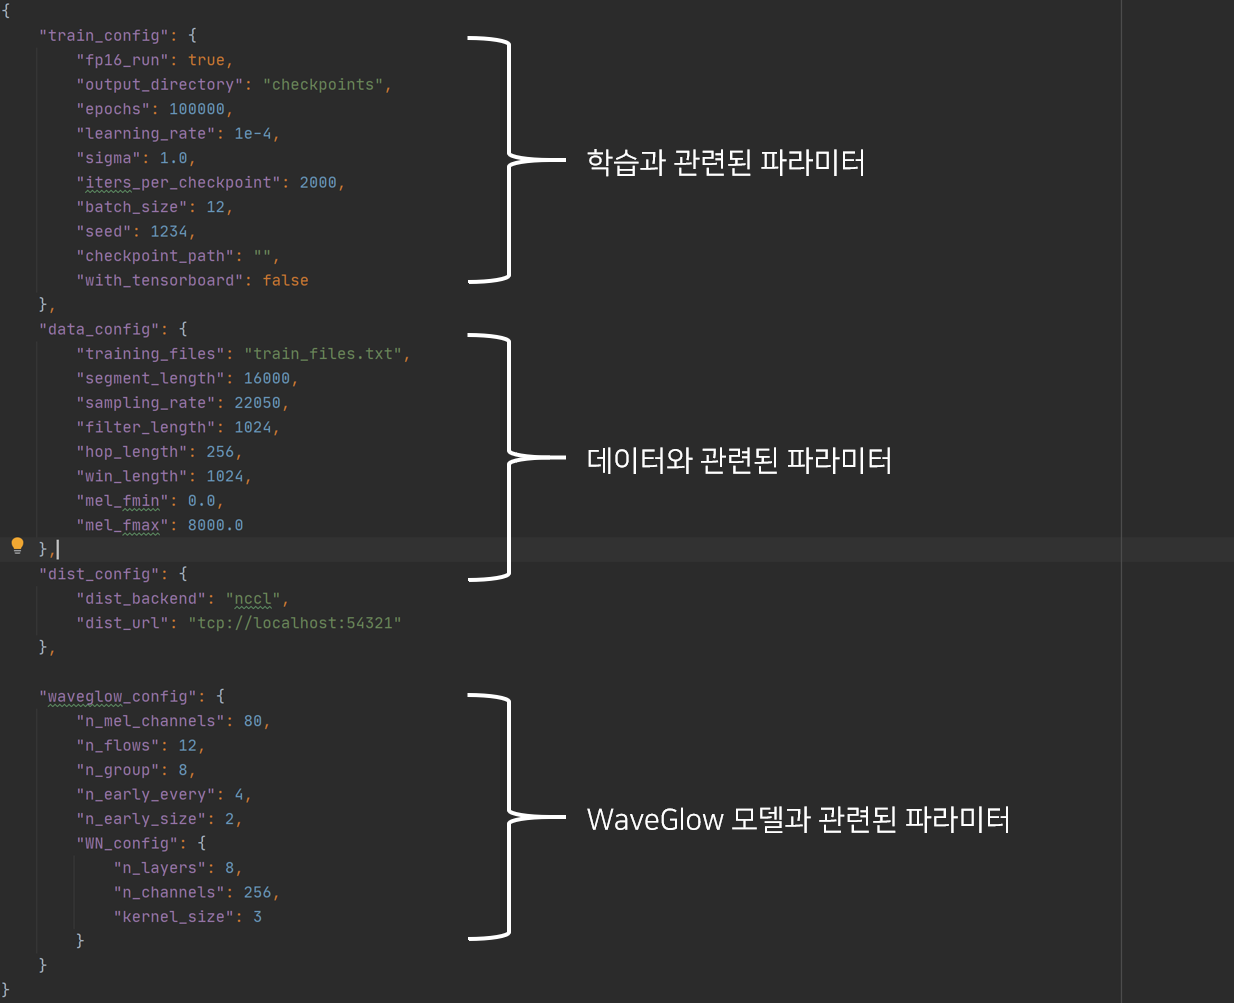 {
    "train_config": {
        "fp16_run": true,
        "output_directory": "checkpoints",
        "epochs": 100000,
        "learning_rate": 1e-4,
        "sigma": 1.0,
        "iters_per_checkpoint": 2000,
        "batch_size": 12,
        "seed": 1234,
        "checkpoint_path": "",
        "with_tensorboard": false
    },
학습과 관련된 파라미터
    "data_config": {
        "training_files": "train_files.txt",
        "segment_length": 16000,
        "sampling_rate": 22050,
        "filter_length": 1024,
        "hop_length": 256,
        "win_length": 1024,
        "mel_fmin": 0.0,
        "mel_fmax": 8000.0
    },
데이터와 관련된 파라미터
    "dist_config": {
        "dist_backend": "nccl",
        "dist_url": "tcp://localhost:54321"
    },
    "waveglow_config": {
        "n_mel_channels": 80,
        "n_flows": 12,
        "n_group": 8,
        "n_early_every": 4,
        "n_early_size": 2,
        "WN_config": {
            "n_layers": 8,
            "n_channels": 256,
            "kernel_size": 3
        }
    }
}
WaveGlow 모델과 관련된 파라미터